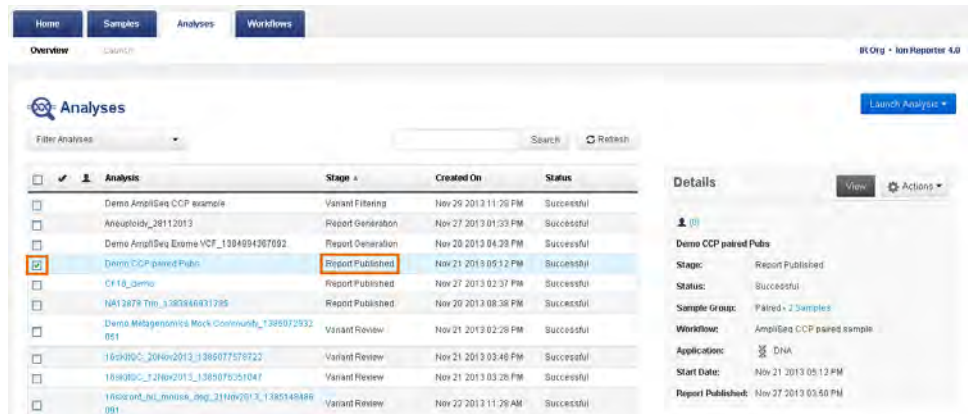 Home Samples Analyses Workflows
Overview Launch IR Org • Ion Reporter 4.0
Analyses
Launch Analysis
Filter Analyses Search Refresh
Analysis Stage Created On Status
Demo AmpliSeq CCP example Variant Filtering Nov 29 2013 11:29 PM Successful
Aneuploidy_28112013 Report Generation Nov 27 2013 01:33 PM Successful
Demo AmpliSeq Exome VCF_1384994367692 Report Generation Nov 20 2013 04:39 PM Successful
Demo CCP paired Pubs Report Published Nov 21 2013 05:12 PM Successful
CF18_demo Report Published Nov 27 2013 02:37 PM Successful
NA12878 Trio_1383846931285 Report Published Nov 20 2013 08:38 PM Successful
Demo Metagenomics Mock Community_1385072932
051 Variant Review Nov 21 2013 02:28 PM Successful
Variant Review Nov 21 2013 03:46 PM Successful
Variant Review Nov 21 2013 03:26 PM Successful
Variant Review Nov 22 2013 11:28 AM Successful
091
Details View Actions
(0)
Demo CCP paired Pubs
Stage: Report Published
Status: Successful
Sample Group: Paired • 2 Samples
Workflow: AmpliSeq CCP paired sample
Application: DNA
Start Date: Nov 21 2013 05:12 PM
Report Published: Nov 27 2013 03:50 PM